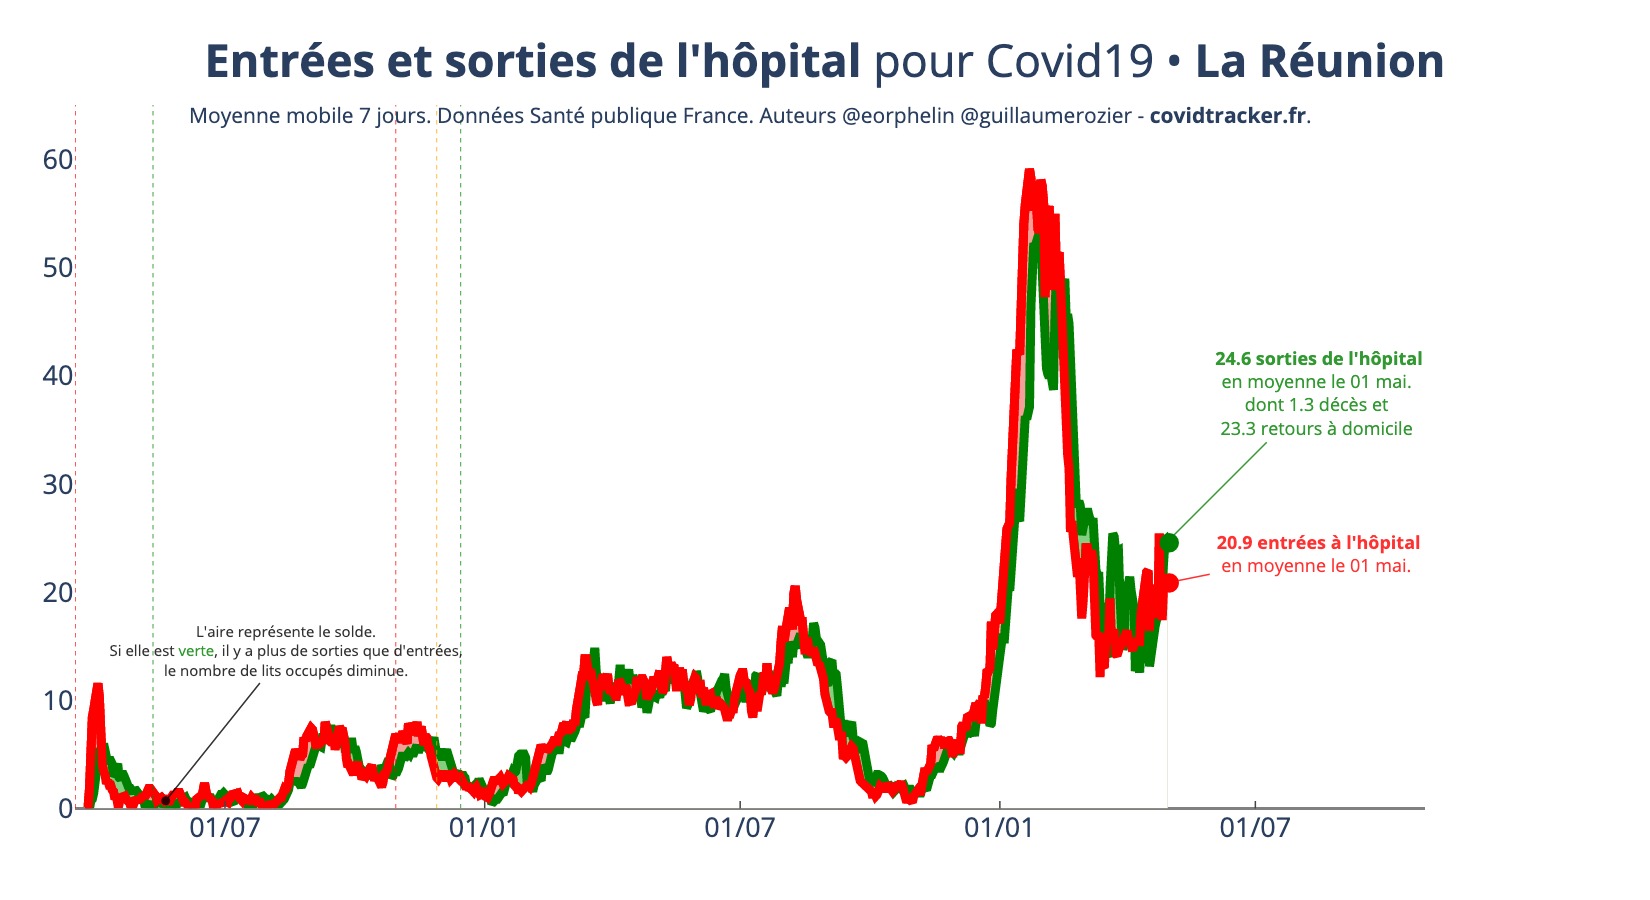 Entrées et sorties de l'hôpital pour Covid19 • La Réunion
Moyenne mobile 7 jours. Données Santé publique France. Auteurs @eorphelin @guillaumerozier - covidtracker.fr.
60
50
40
30
20
10
0
24.6 sorties de l'hôpital
en moyenne le 01 mai.
dont 1.3 décès et
23.3 retours à domicile
20.9 entrées à l'hôpital
en moyenne le 01 mai.
L'aire représente le solde.
Si elle est verte, il y a plus de sorties que d'entrées,
le nombre de lits occupés diminue.
01/07
01/01
01/07
01/01
01/07